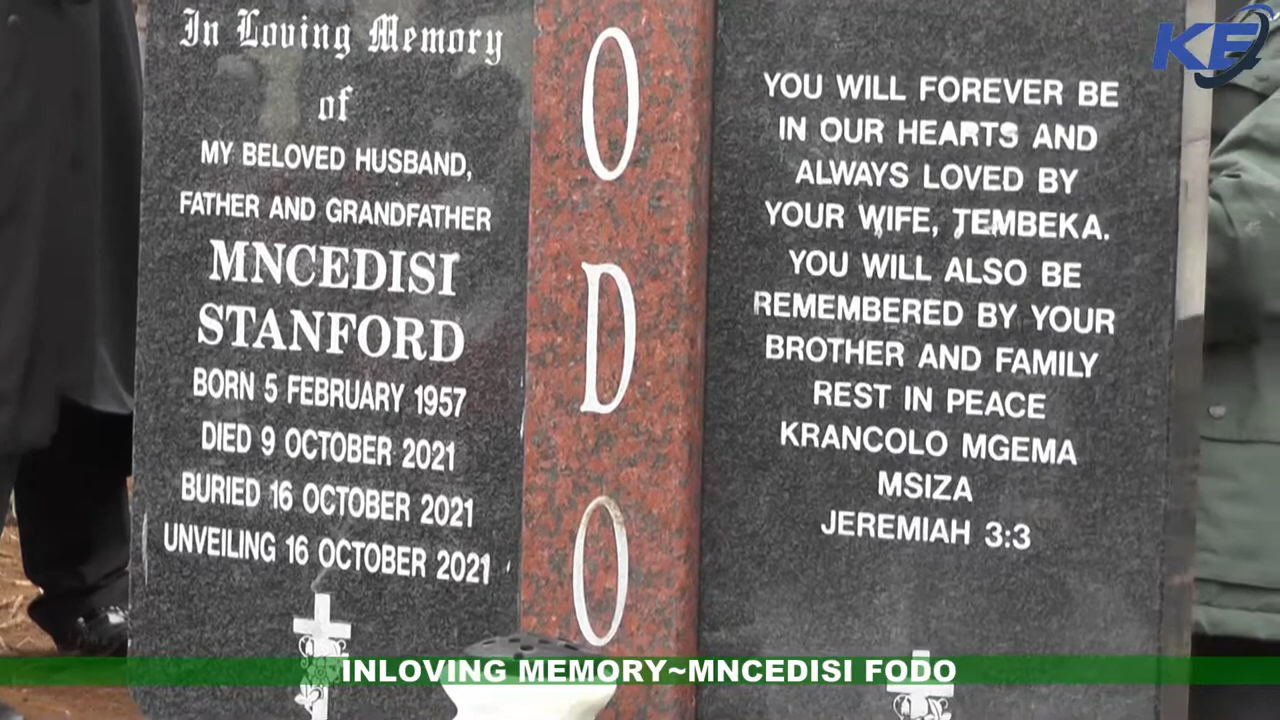 In Loving Memory
of
MY BELOVED HUSBAND,
FATHER AND GRANDFATHER
MNCEDISI
STANFORD
BORN 5 FEBRUARY 1957
DIED 9 OCTOBER 2021
BURIED 16 OCTOBER 2021
UNVEILING 16 OCTOBER 2021
O
D
O
YOU WILL FOREVER BE
IN OUR HEARTS AND
ALWAYS LOVED BY
YOUR WIFE, TEMBEKA.
YOU WILL ALSO BE
REMEMBERED BY YOUR
BROTHER AND FAMILY
REST IN PEACE
KRANCOLO MGEMA
MSIZA
JEREMIAH 3:3
KE
INLOVING MEMORY~MNCEDISI FODO